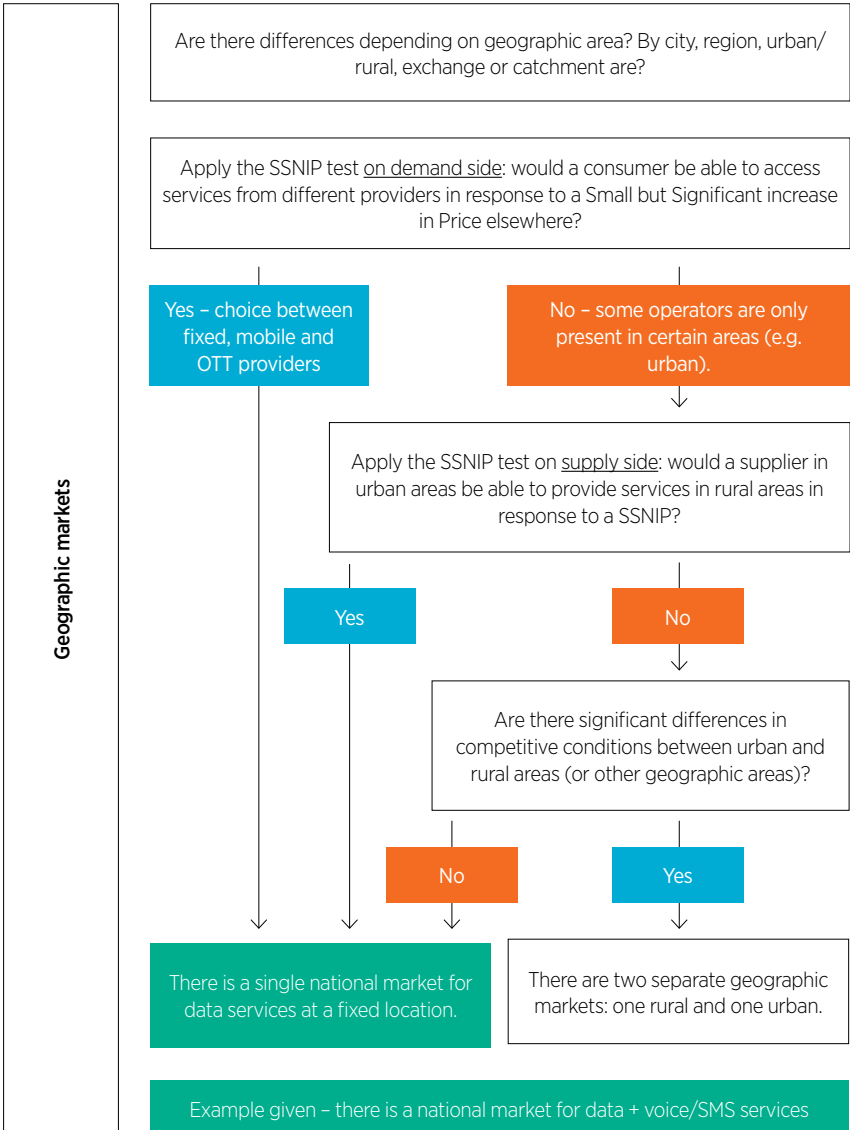 Geographic markets
Are there differences depending on geographic area? By city, region, urban/
rural, exchange or catchment are?
Apply the SSNIP test on demand side: would a consumer be able to access
services from different providers in response to a Small but Significant increase
in Price elsewhere?
Yes – choice between
fixed, mobile and
OTT providers
No – some operators are only
present in certain areas (e.g.
urban).
Apply the SSNIP test on supply side: would a supplier in
urban areas be able to provide services in rural areas in
response to a SSNIP?
Yes
No
Are there significant differences in
competitive conditions between urban and
rural areas (or other geographic areas)?
No
Yes
There is a single national market for
data services at a fixed location.
There are two separate geographic
markets: one rural and one urban.
Example given – there is a national market for data + voice/SMS services